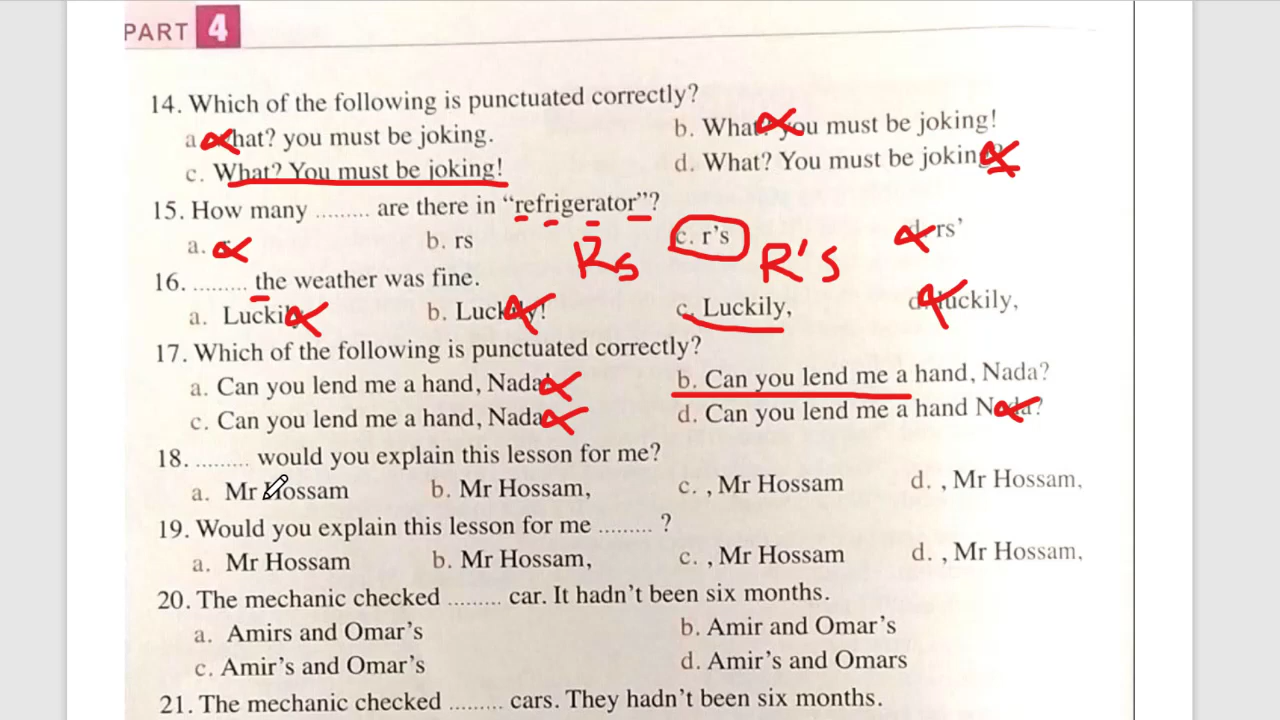 PART 4
14. Which of the following is punctuated correctly?
a. what? you must be joking.
b. What? you must be joking!
c. What? You must be joking!
d. What? You must be joking?
15. How many ......... are there in “refrigerator”?
a.
b. rs
c. r’s
d. rs’
Rs R's
16. ......... the weather was fine.
a. Luckily
b. Luckily!
c. Luckily,
d. luckily,
17. Which of the following is punctuated correctly?
a. Can you lend me a hand, Nada
b. Can you lend me a hand, Nada?
c. Can you lend me a hand, Nada
d. Can you lend me a hand Nada?
18. ......... would you explain this lesson for me?
a. Mr Hossam
b. Mr Hossam,
c. , Mr Hossam
d. , Mr Hossam,
19. Would you explain this lesson for me ......... ?
a. Mr Hossam
b. Mr Hossam,
c. , Mr Hossam
d. , Mr Hossam,
20. The mechanic checked ......... car. It hadn’t been six months.
a. Amirs and Omar’s
b. Amir and Omar’s
c. Amir’s and Omar’s
d. Amir’s and Omars
21. The mechanic checked ......... cars. They hadn’t been six months.